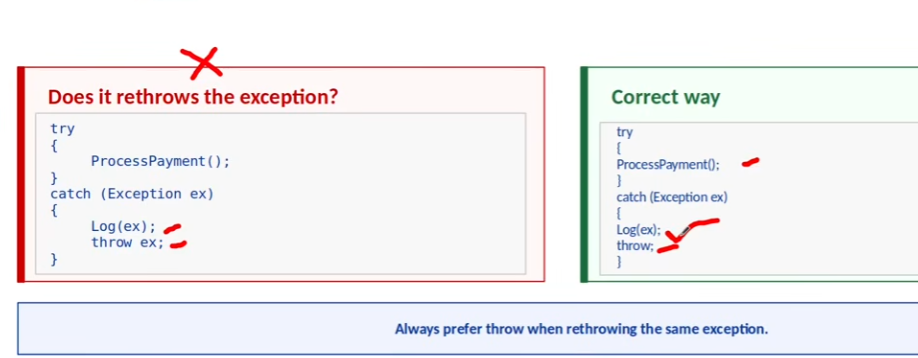 Does it rethrows the exception?
try
{
ProcessPayment();
}
catch (Exception ex)
{
Log(ex);
throw ex;
}
Correct way
try
{
ProcessPayment();
}
catch (Exception ex)
{
Log(ex);
throw;
}
Always prefer throw when rethrowing the same exception.